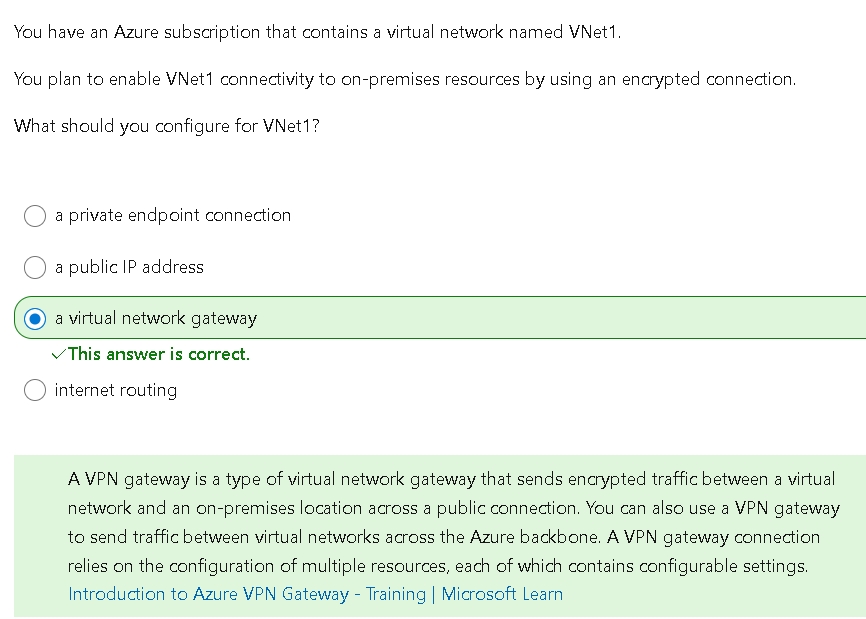 You have an Azure subscription that contains a virtual network named VNet1.
You plan to enable VNet1 connectivity to on-premises resources by using an encrypted connection.
What should you configure for VNet1?
a private endpoint connection
a public IP address
a virtual network gateway
✓This answer is correct.
internet routing
A VPN gateway is a type of virtual network gateway that sends encrypted traffic between a virtual
network and an on-premises location across a public connection. You can also use a VPN gateway
to send traffic between virtual networks across the Azure backbone. A VPN gateway connection
relies on the configuration of multiple resources, each of which contains configurable settings.
Introduction to Azure VPN Gateway - Training | Microsoft Learn